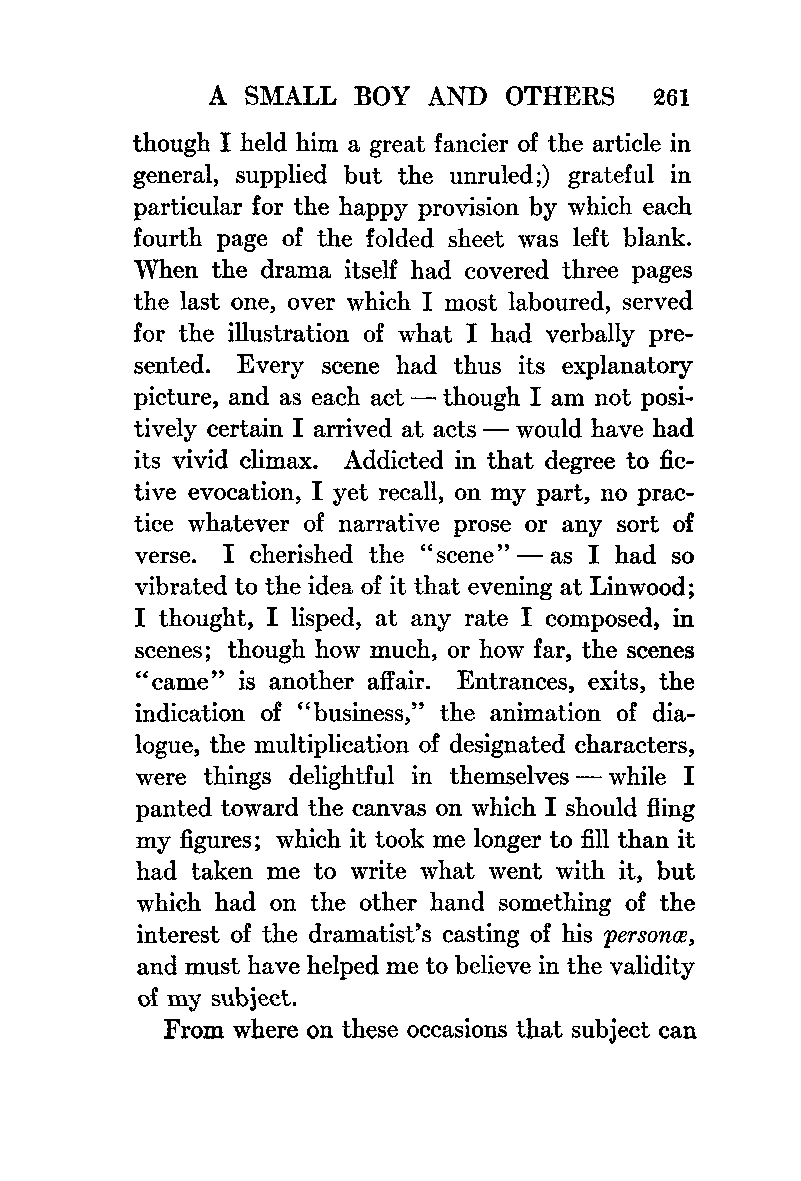 A SMALL BOY AND OTHERS 261
though I held him a great fancier of the article in
general, supplied but the unruled;) grateful in
particular for the happy provision by which each
fourth page of the folded sheet was left blank.
When the drama itself had covered three pages
the last one, over which I most laboured, served
for the illustration of what I had verbally pre-
sented. Every scene had thus its explanatory
picture, and as each act — though I am not posi-
tively certain I arrived at acts — would have had
its vivid climax. Addicted in that degree to fic-
tive evocation, I yet recall, on my part, no prac-
tice whatever of narrative prose or any sort of
verse. I cherished the “scene” — as I had so
vibrated to the idea of it that evening at Linwood;
I thought, I lisped, at any rate I composed, in
scenes; though how much, or how far, the scenes
“came” is another affair. Entrances, exits, the
indication of “business,” the animation of dia-
logue, the multiplication of designated characters,
were things delightful in themselves — while I
panted toward the canvas on which I should fling
my figures; which it took me longer to fill than it
had taken me to write what went with it, but
which had on the other hand something of the
interest of the dramatist’s casting of his personæ,
and must have helped me to believe in the validity
of my subject.
From where on these occasions that subject can